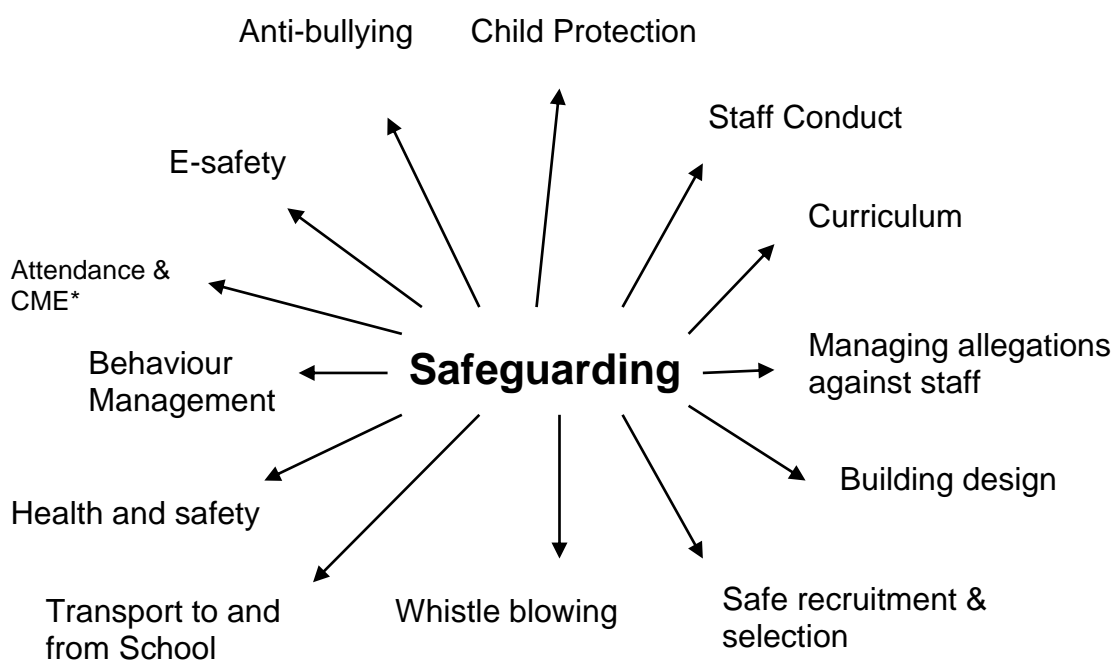 Anti-bullying
Child Protection
Staff Conduct
E-safety
Curriculum
Attendance &
CME*
Behaviour
Management
Safeguarding
Managing allegations
against staff
Building design
Health and safety
Transport to and
from School
Whistle blowing
Safe recruitment &
selection